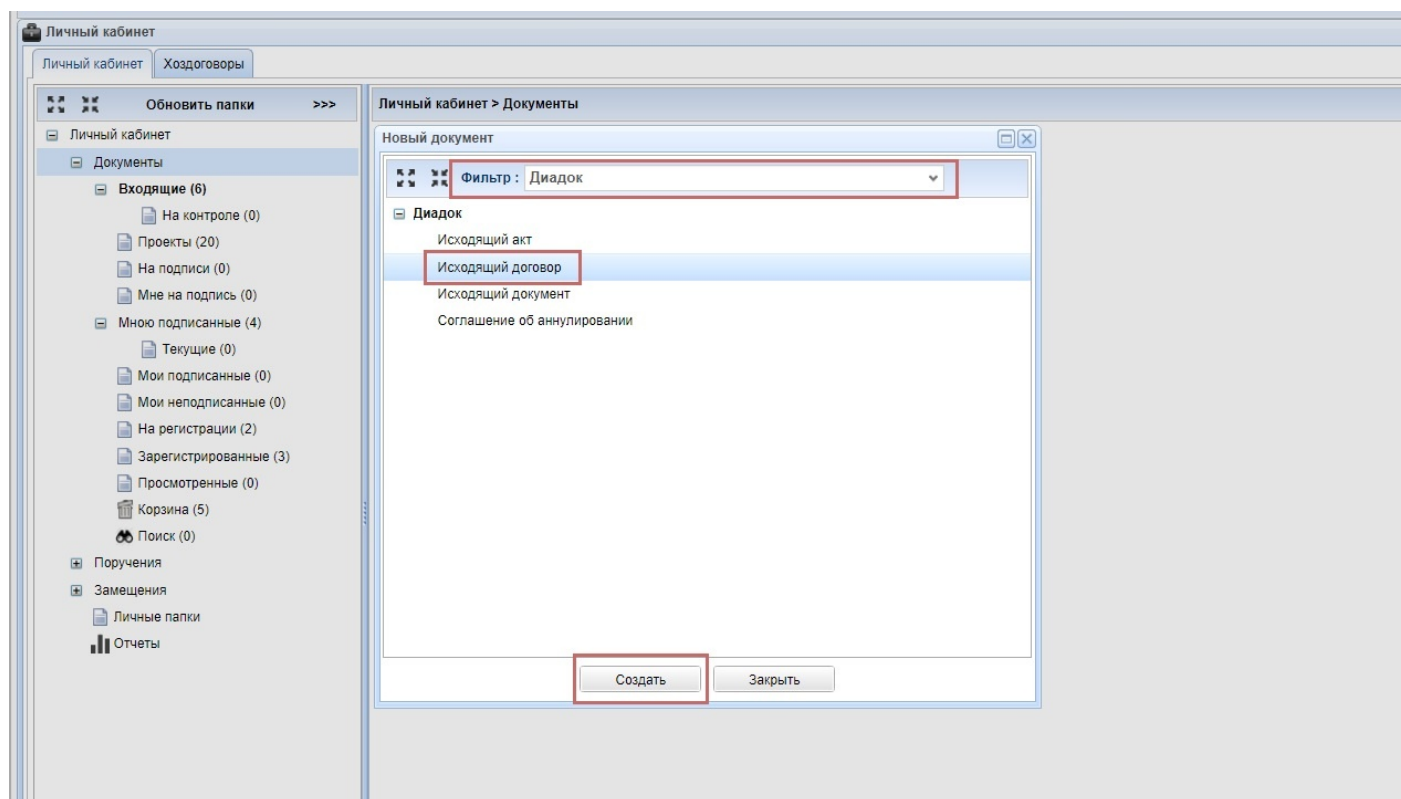 Личный кабинет
Личный кабинет Хоздоговоры
Обновить папки >>>
Личный кабинет
Документы
Входящие (6)
На контроле (0)
Проекты (20)
На подписи (0)
Мне на подпись (0)
Мною подписанные (4)
Текущие (0)
Мои подписанные (0)
Мои неподписанные (0)
На регистрации (2)
Зарегистрированные (3)
Просмотренные (0)
Корзина (5)
Поиск (0)
Поручения
Замещения
Личные папки
Отчеты
Личный кабинет > Документы
Новый документ
Фильтр : Диадок
Диадок
Исходящий акт
Исходящий договор
Исходящий документ
Соглашение об аннулировании
Создать Закрыть